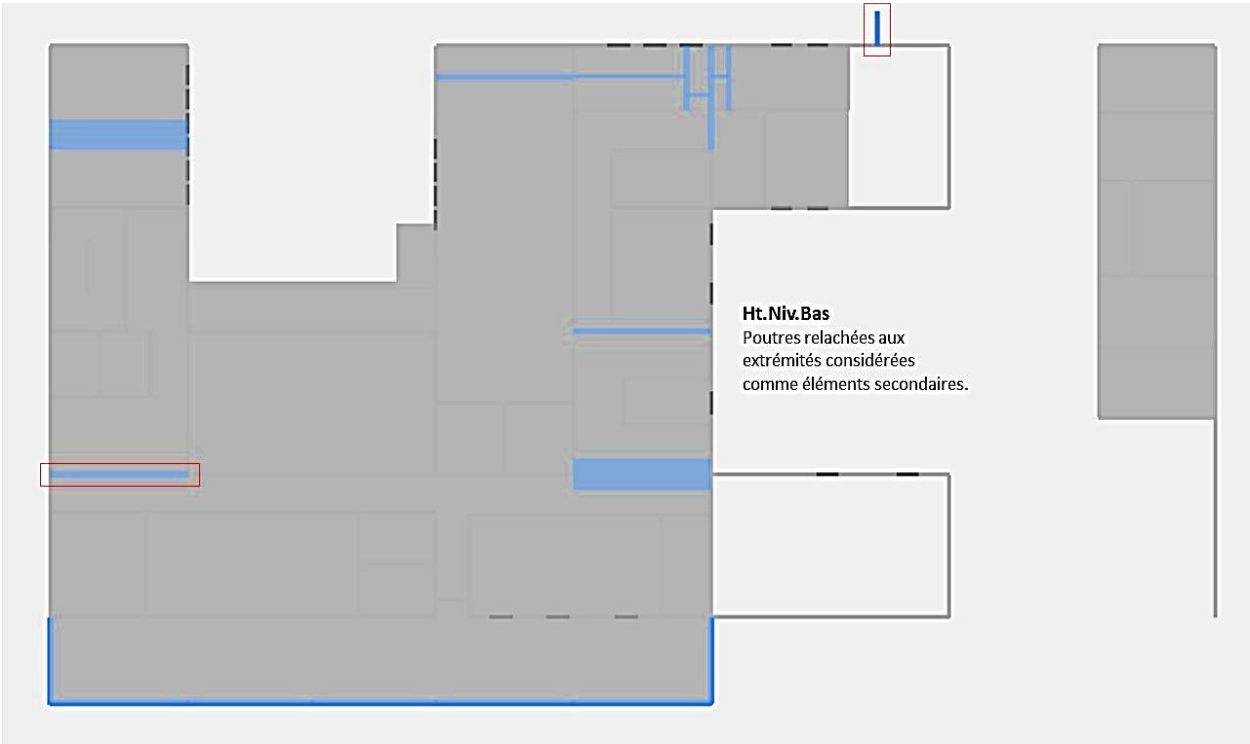 Ht.Niv.Bas
Poutres relachées aux
extrémités considérées
comme éléments secondaires.